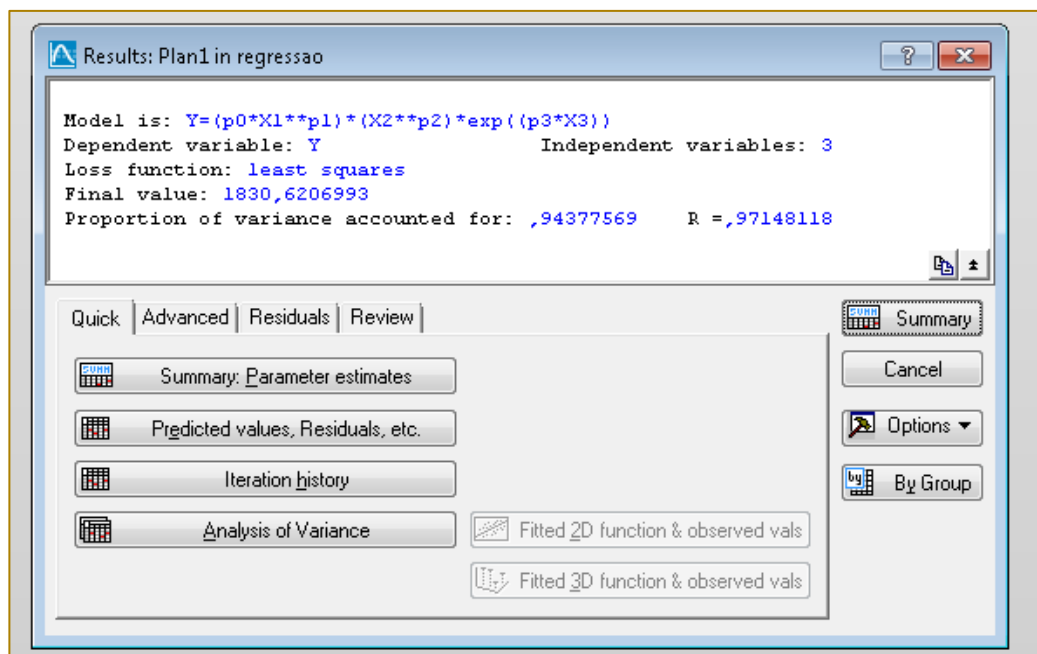 Results: Plan1 in regressao
Model is: Y=(p0*X1**p1)*(X2**p2)*exp((p3*X3))
Dependent variable: Y Independent variables: 3
Loss function: least squares
Final value: 1830,6206993
Proportion of variance accounted for: ,94377569 R =,97148118
Quick Advanced Residuals Review
Summary: Parameter estimates
Predicted values, Residuals, etc.
Iteration history
Analysis of Variance
Fitted 2D function & observed vals
Fitted 3D function & observed vals
SUMM Summary
Cancel
Options
By Group